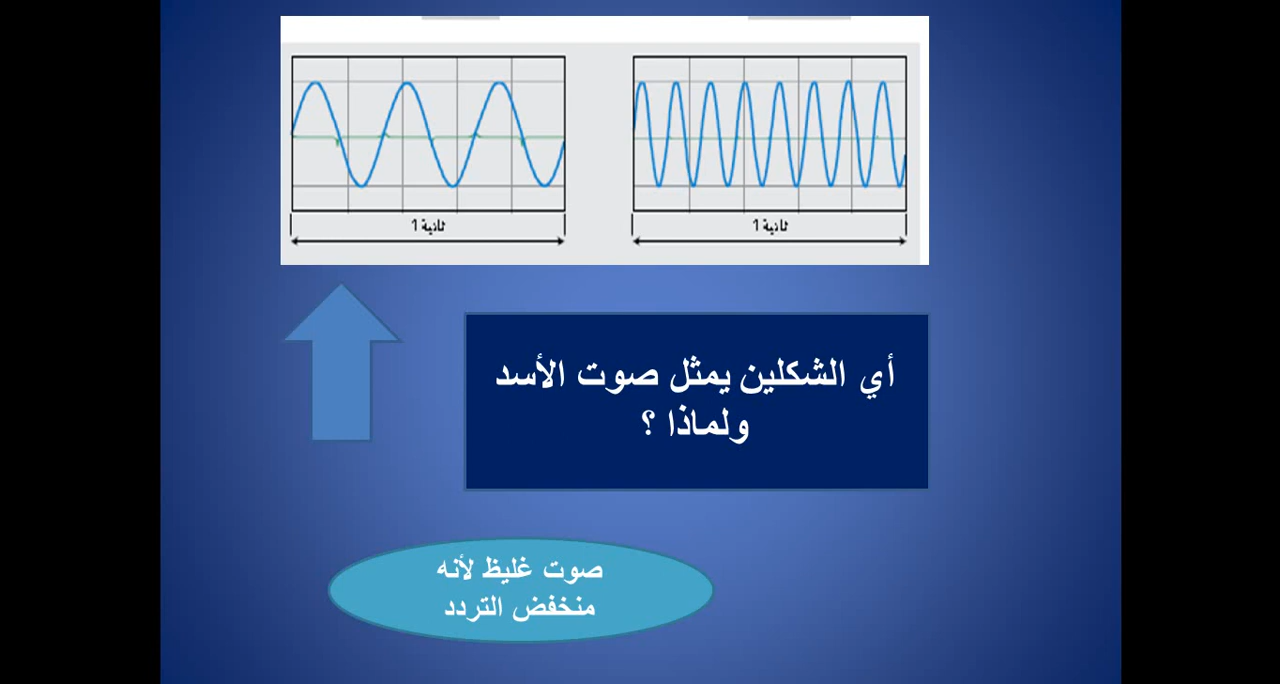 ثانية 1
ثانية 1
أي الشكلين يمثل صوت الأسد
ولماذا ؟
صوت غليظ لأنه
منخفض التردد